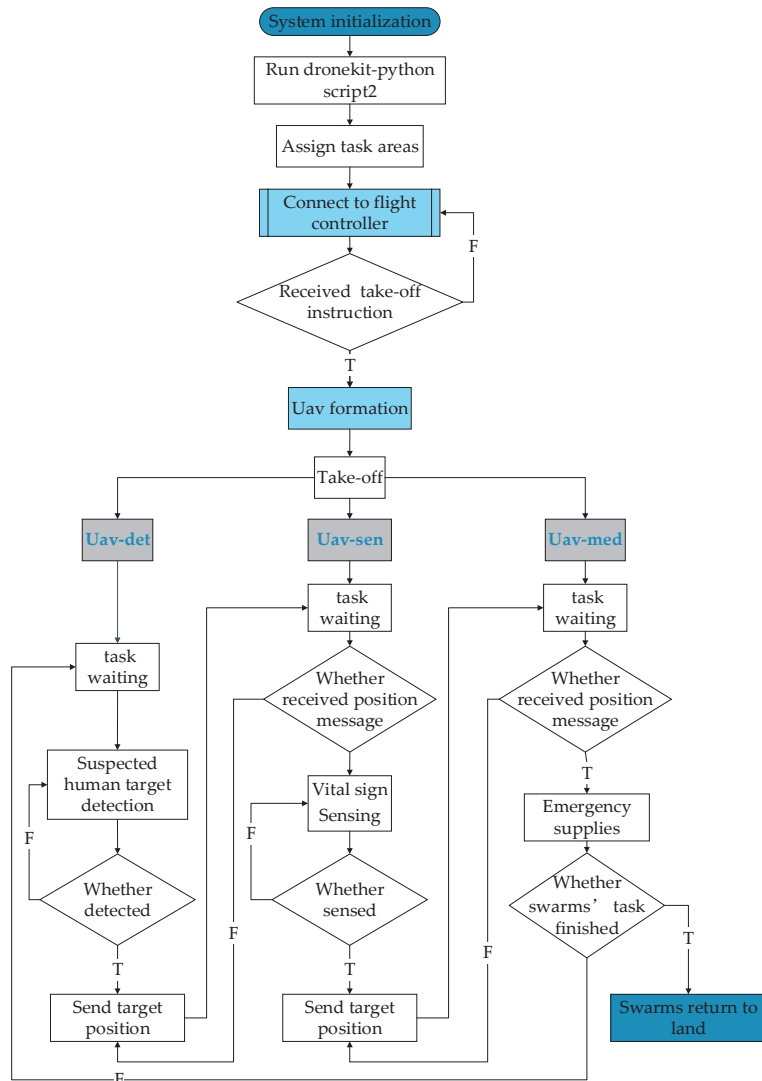 System initialization
Run dronekit-python
script2
Assign task areas
Connect to flight
controller
F
Received take-off
instruction
T
Uav formation
Take-off
Uav-det
Uav-sen
Uav-med
task
waiting
task
waiting
task
waiting
Whether
received position
message
Whether
received position
message
Suspected
human target
detection
T
Vital sign
Sensing
Emergency
supplies
F
F
Whether
detected
Whether
sensed
Whether
swarms’ task
finished
F
F
T
T
T
Send target
position
Send target
position
Swarms return to
land
F